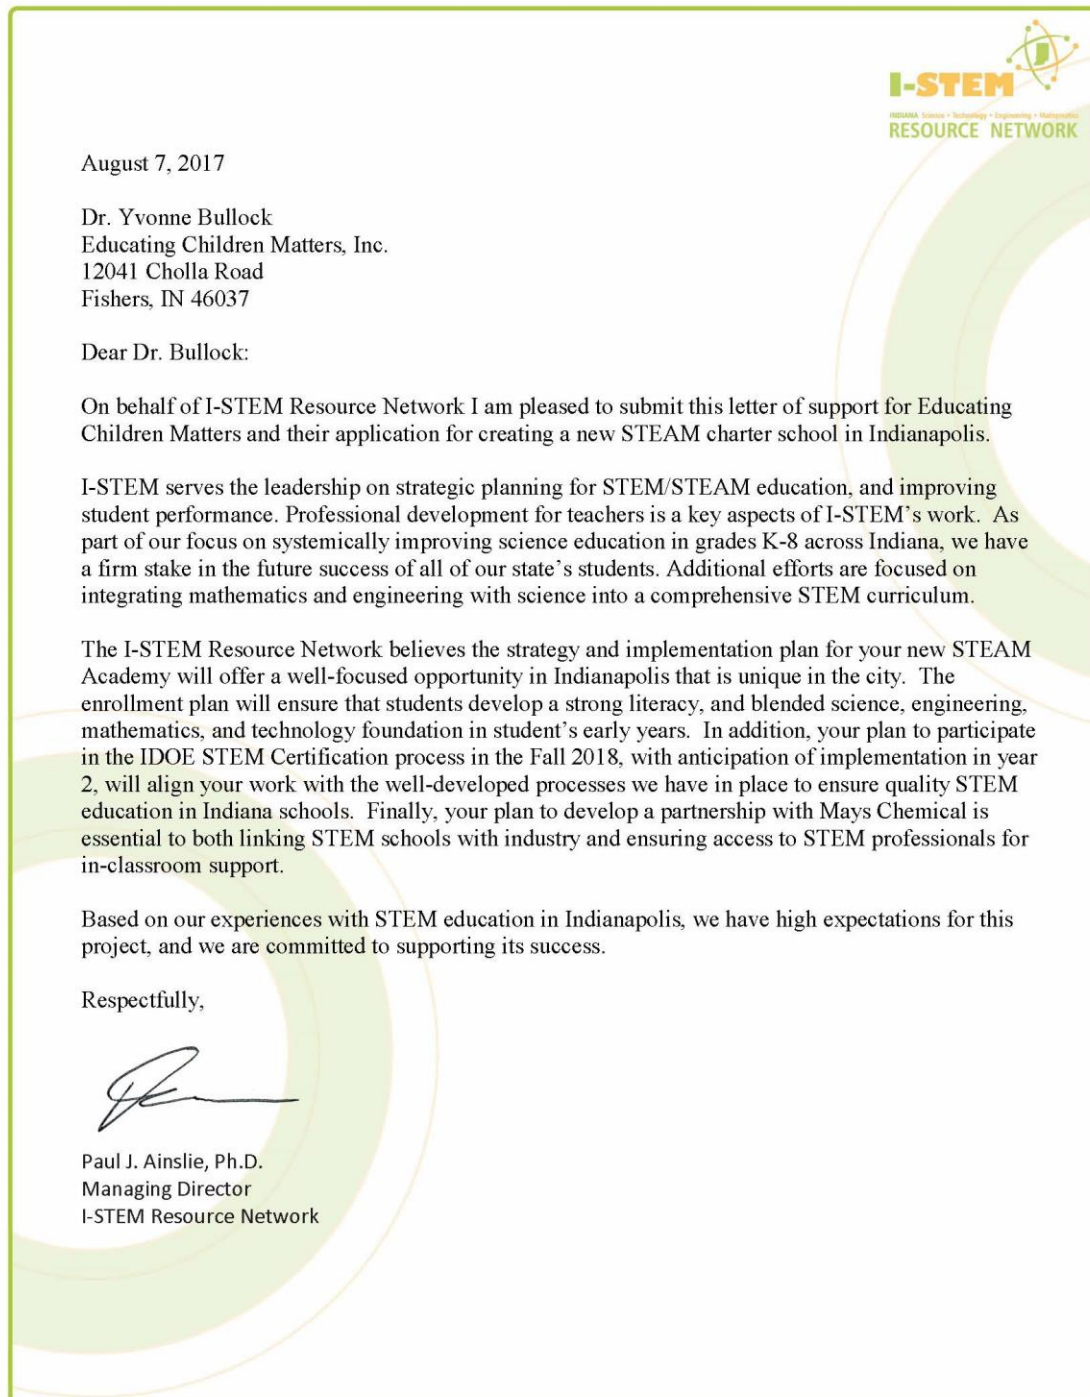 I-STEM
INDIANA Science • Technology • Engineering • Mathematics
RESOURCE NETWORK
August 7, 2017
Dr. Yvonne Bullock
Educating Children Matters, Inc.
12041 Cholla Road
Fishers, IN 46037
Dear Dr. Bullock:
On behalf of I-STEM Resource Network I am pleased to submit this letter of support for Educating
Children Matters and their application for creating a new STEAM charter school in Indianapolis.
I-STEM serves the leadership on strategic planning for STEM/STEAM education, and improving
student performance. Professional development for teachers is a key aspects of I-STEM’s work.  As
part of our focus on systemically improving science education in grades K-8 across Indiana, we have
a firm stake in the future success of all of our state’s students. Additional efforts are focused on
integrating mathematics and engineering with science into a comprehensive STEM curriculum.
The I-STEM Resource Network believes the strategy and implementation plan for your new STEAM
Academy will offer a well-focused opportunity in Indianapolis that is unique in the city.  The
enrollment plan will ensure that students develop a strong literacy, and blended science, engineering,
mathematics, and technology foundation in student’s early years.  In addition, your plan to participate
in the IDOE STEM Certification process in the Fall 2018, with anticipation of implementation in year
2, will align your work with the well-developed processes we have in place to ensure quality STEM
education in Indiana schools.  Finally, your plan to develop a partnership with Mays Chemical is
essential to both linking STEM schools with industry and ensuring access to STEM professionals for
in-classroom support.
Based on our experiences with STEM education in Indianapolis, we have high expectations for this
project, and we are committed to supporting its success.
Respectfully,
Paul J. Ainslie, Ph.D.
Managing Director
I-STEM Resource Network